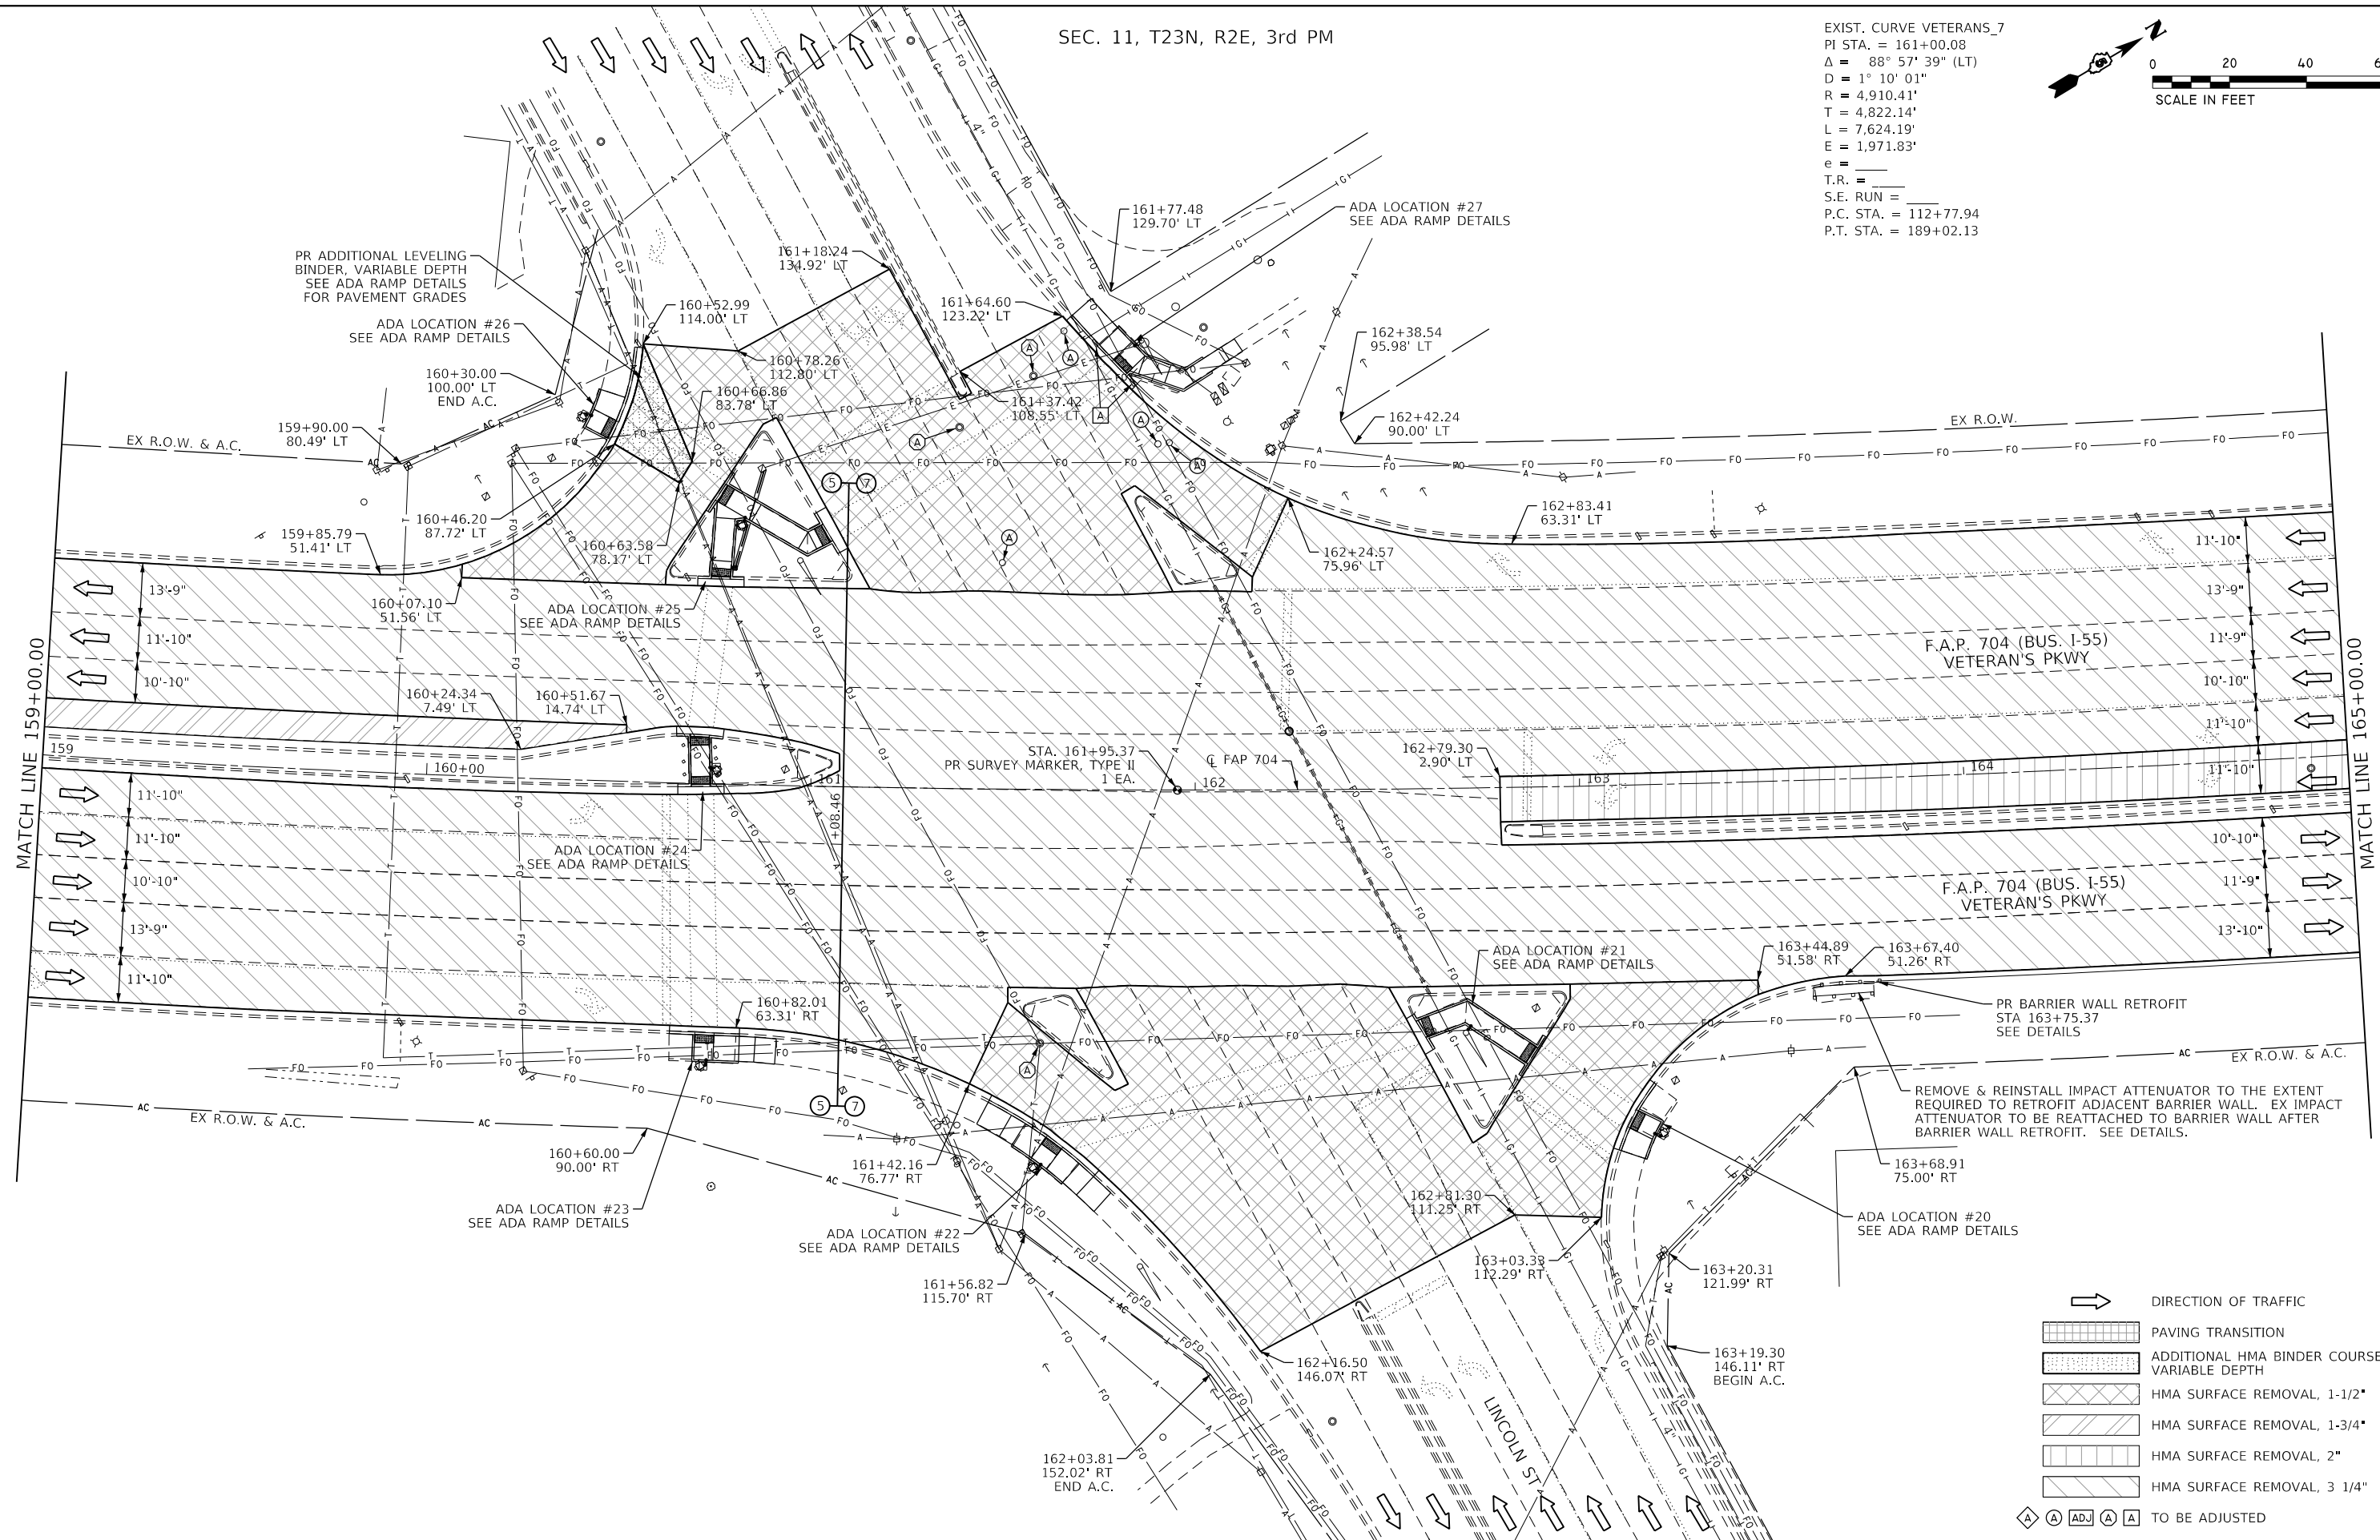 SEC. 11, T23N, R2E, 3rd PM
EXIST. CURVE VETERANS_7
PI STA. = 161+00.08
Δ = 88° 57' 39" (LT)
D = 1° 10' 01"
R = 4,910.41'
T = 4,822.14'
L = 7,624.19'
E = 1,971.83'
e = ____
T.R. = ____
S.E. RUN = ____
P.C. STA. = 112+77.94
P.T. STA. = 189+02.13
N
0 20 40
SCALE IN FEET
PR ADDITIONAL LEVELING
BINDER, VARIABLE DEPTH
SEE ADA RAMP DETAILS
FOR PAVEMENT GRADES
ADA LOCATION #26
SEE ADA RAMP DETAILS
160+30.00
100.00' LT
END A.C.
159+90.00
80.49' LT
EX R.O.W. & A.C.
159+85.79
51.41' LT
160+46.20
87.72' LT
160+07.10
51.56' LT
160+52.99
114.00' LT
161+18.24
134.92' LT
160+78.26
112.80' LT
160+66.86
83.78' LT
160+63.58
78.17' LT
161+64.60
123.22' LT
161+37.42
108.55' LT
161+77.48
129.70' LT
ADA LOCATION #27
SEE ADA RAMP DETAILS
162+38.54
95.98' LT
162+42.24
90.00' LT
EX R.O.W.
162+83.41
63.31' LT
162+24.57
75.96' LT
ADA LOCATION #25
SEE ADA RAMP DETAILS
5 7
13'-9"
11'-10"
10'-10"
MATCH LINE 159+00.00
160+24.34
7.49' LT
160+51.67
14.74' LT
159
160+00
161
+08.46
STA. 161+95.37
PR SURVEY MARKER, TYPE II
1 EA.
162
℄ FAP 704
162+79.30
2.90' LT
163
164
11'-10"
13'-9"
11'-9"
10'-10"
11'-10"
11'-10"
F.A.P. 704 (BUS. I-55)
VETERAN'S PKWY
MATCH LINE 165+00.00
11'-10"
11'-10"
10'-10"
13'-9"
11'-10"
ADA LOCATION #24
SEE ADA RAMP DETAILS
10'-10"
11'-9"
13'-10"
F.A.P. 704 (BUS. I-55)
VETERAN'S PKWY
ADA LOCATION #21
SEE ADA RAMP DETAILS
163+44.89
51.58' RT
163+67.40
51.26' RT
PR BARRIER WALL RETROFIT
STA 163+75.37
SEE DETAILS
EX R.O.W. & A.C.
REMOVE & REINSTALL IMPACT ATTENUATOR TO THE EXTENT
REQUIRED TO RETROFIT ADJACENT BARRIER WALL. EX IMPACT
ATTENUATOR TO BE REATTACHED TO BARRIER WALL AFTER
BARRIER WALL RETROFIT. SEE DETAILS.
160+82.01
63.31' RT
5 7
EX R.O.W. & A.C.
160+60.00
90.00' RT
161+42.16
76.77' RT
ADA LOCATION #23
SEE ADA RAMP DETAILS
ADA LOCATION #22
SEE ADA RAMP DETAILS
161+56.82
115.70' RT
162+81.30
111.25' RT
163+03.33
112.29' RT
163+68.91
75.00' RT
ADA LOCATION #20
SEE ADA RAMP DETAILS
163+20.31
121.99' RT
163+19.30
146.11' RT
BEGIN A.C.
162+16.50
146.07' RT
162+03.81
152.02' RT
END A.C.
LINCOLN ST
DIRECTION OF TRAFFIC
PAVING TRANSITION
ADDITIONAL HMA BINDER COURSE
VARIABLE DEPTH
HMA SURFACE REMOVAL, 1-1/2"
HMA SURFACE REMOVAL, 1-3/4"
HMA SURFACE REMOVAL, 2"
HMA SURFACE REMOVAL, 3 1/4"
A A ADJ A A TO BE ADJUSTED